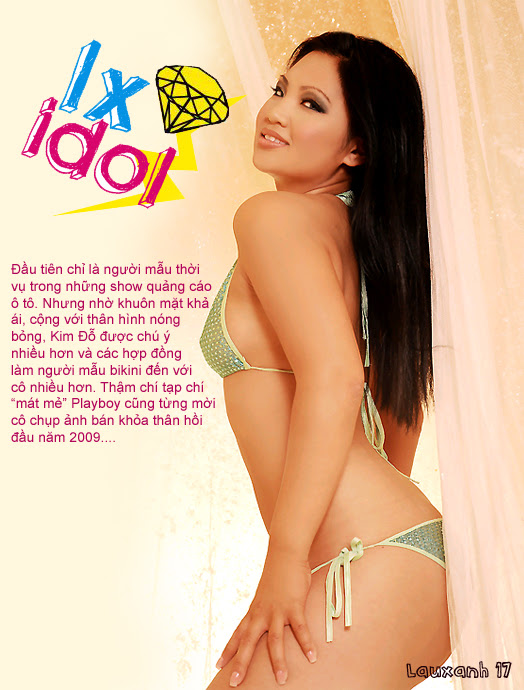 lx
idol
Đầu tiên chỉ là người mẫu thời
vụ trong những show quảng cáo
ô tô. Nhưng nhờ khuôn mặt khả
ái, cộng với thân hình nóng
bỏng, Kim Đỗ được chú ý
nhiều hơn và các hợp đồng
làm người mẫu bikini đến với
cô nhiều hơn. Thậm chí tạp chí
“mát mẻ” Playboy cũng từng mời
cô chụp ảnh bán khỏa thân hồi
đầu năm 2009....
Lauxanh 17